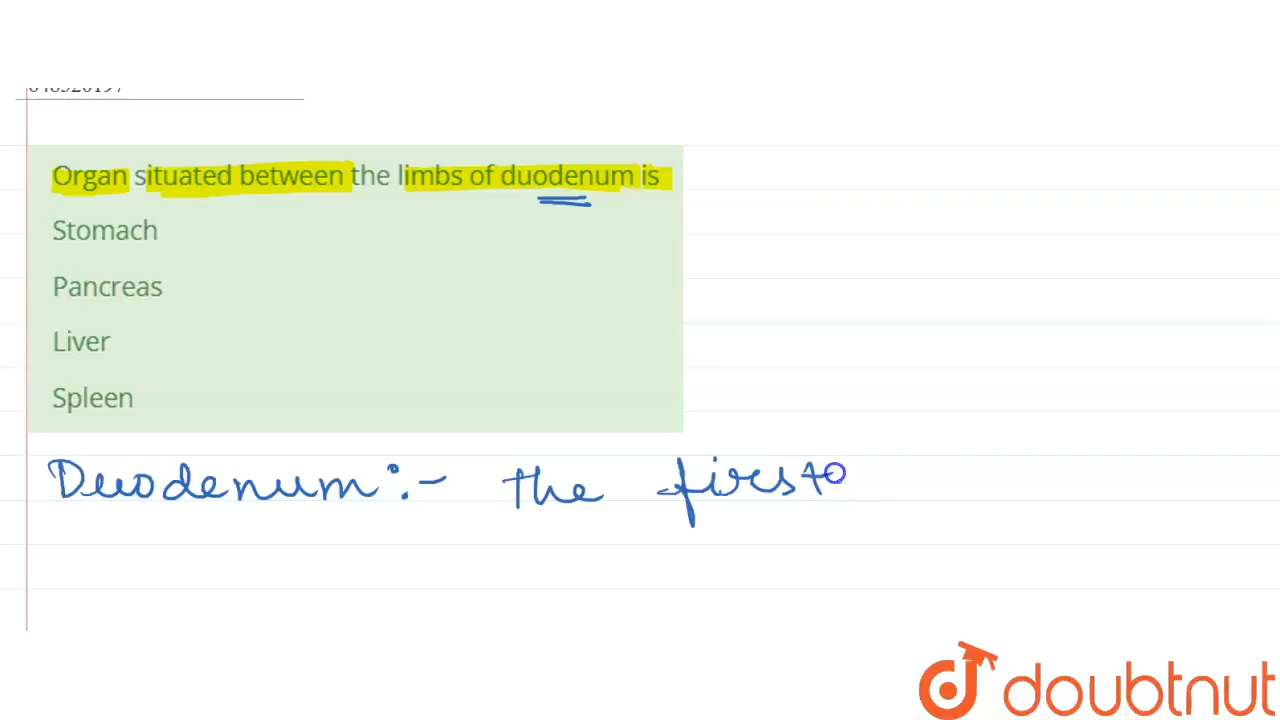 Organ situated between the limbs of duodenum is
Stomach
Pancreas
Liver
Spleen
Duodenum :- the first
doubtnut